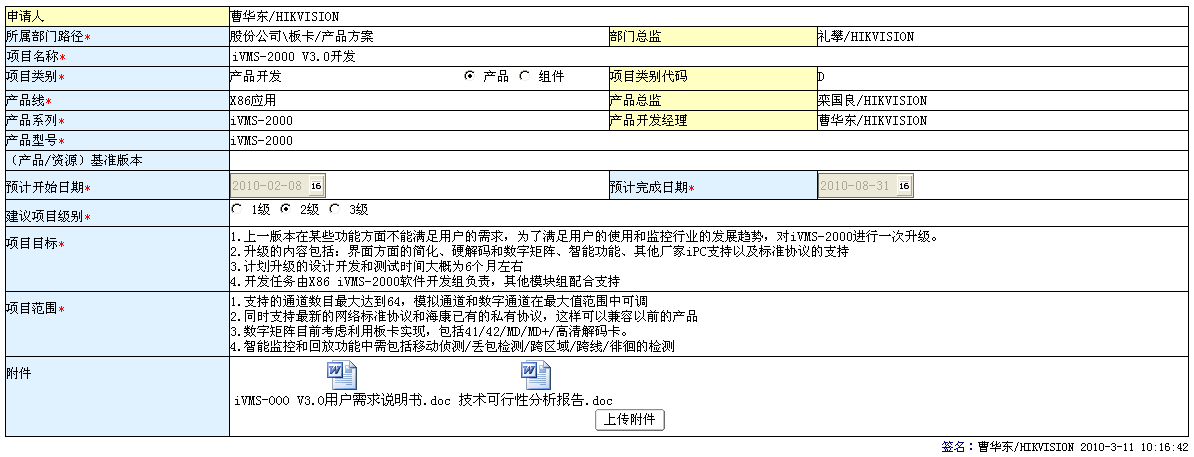 申请人 曹华东/HIKVISION
所属部门路径* 股份公司\板卡/产品方案 部门总监 礼攀/HIKVISION
项目名称* iVMS-2000 V3.0开发
项目类别* 产品开发 产品 组件 项目类别代码 D
产品线* X86应用 产品总监 栾国良/HIKVISION
产品系列* iVMS-2000 产品开发经理 曹华东/HIKVISION
产品型号* iVMS-2000
（产品/资源）基准版本
预计开始日期* 2010-02-08 16 预计完成日期* 2010-08-31 16
建议项目级别* 1级 2级 3级
项目目标* 1.上一版本在某些功能方面不能满足用户的需求，为了满足用户的使用和监控行业的发展趋势，对iVMS-2000进行一次升级。
2.升级的内容包括：界面方面的简化、硬解码和数字矩阵、智能功能、其他厂家iPC支持以及标准协议的支持
3.计划升级的设计开发和测试时间大概为6个月左右
4.开发任务由X86 iVMS-2000软件开发组负责，其他模块组配合支持
项目范围* 1.支持的通道数目最大达到64，模拟通道和数字通道在最大值范围中可调
2.同时支持最新的网络标准协议和海康已有的私有协议，这样可以兼容以前的产品
3.数字矩阵目前考虑利用板卡实现，包括41/42/MD/MD+/高清解码卡。
4.智能监控和回放功能中需包括移动侦测/丢包检测/跨区域/跨线/徘徊的检测
附件
iVMS-000 V3.0用户需求说明书.doc 技术可行性分析报告.doc
上传附件
签名：曹华东/HIKVISION 2010-3-11 10:16:42